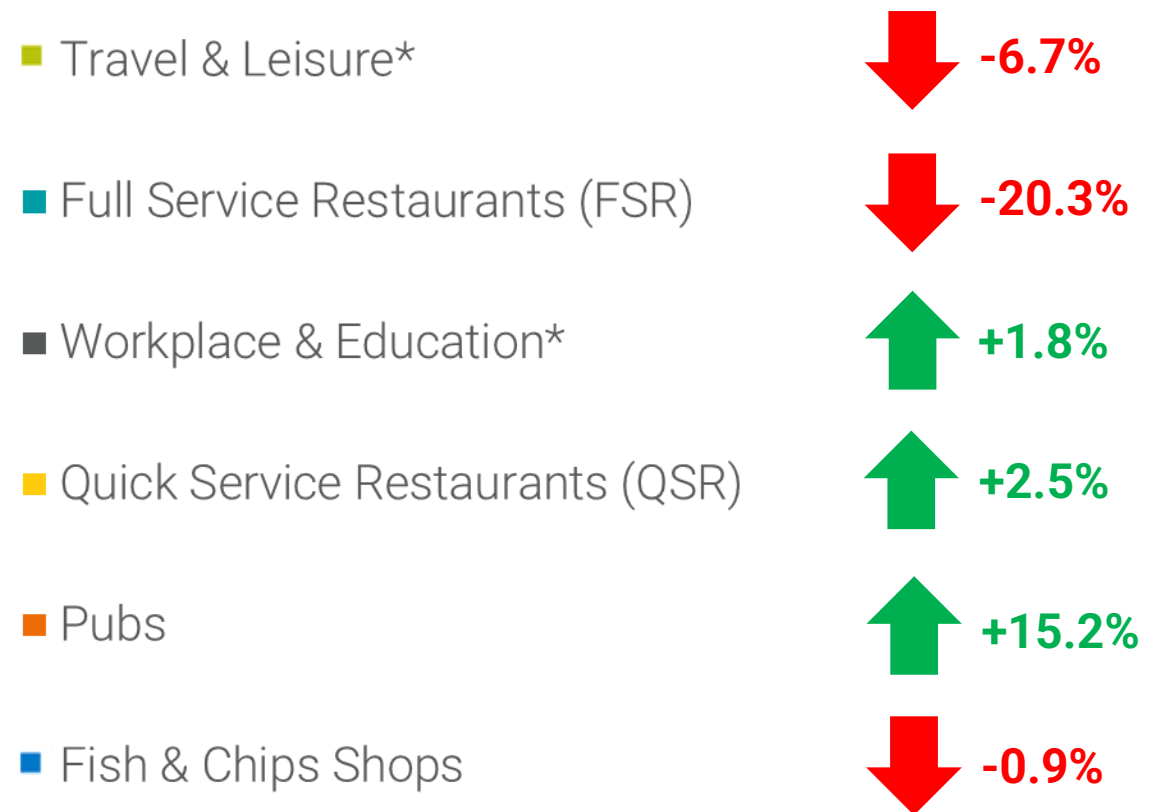 Travel & Leisure* -6.7%
Full Service Restaurants (FSR) -20.3%
Workplace & Education* +1.8%
Quick Service Restaurants (QSR) +2.5%
Pubs +15.2%
Fish & Chips Shops -0.9%